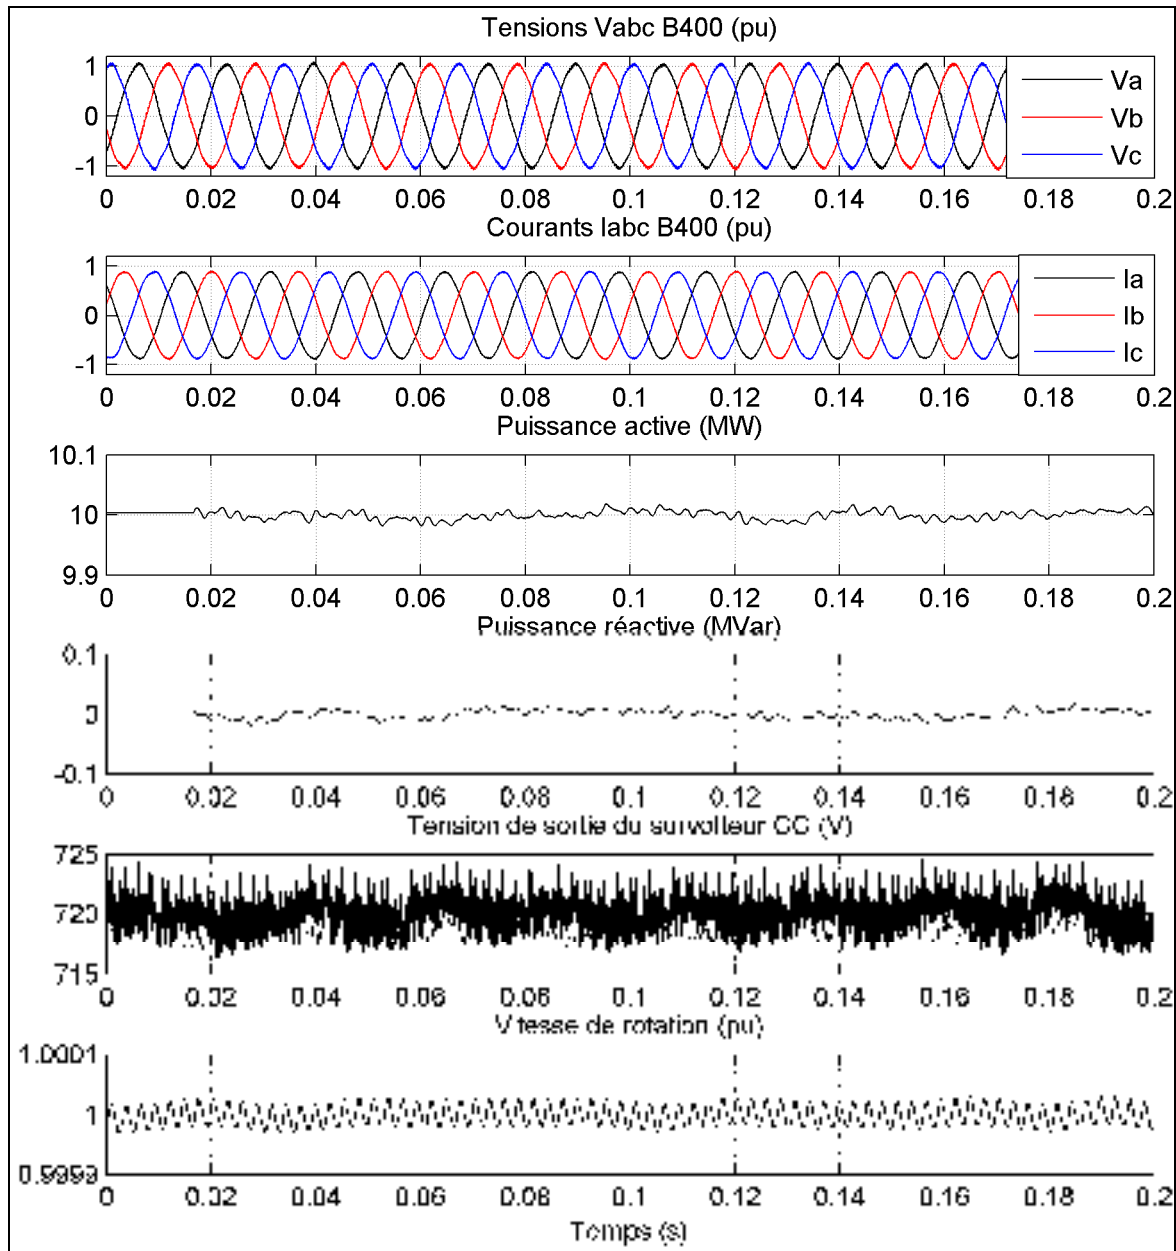 Tensions Vabc B400 (pu)
1
0
-1
Va
Vb
Vc
0 0.02 0.04 0.06 0.08 0.1 0.12 0.14 0.16 0.18 0.2
Courants Iabc B400 (pu)
1
0
-1
Ia
Ib
Ic
0 0.02 0.04 0.06 0.08 0.1 0.12 0.14 0.16 0.18 0.2
Puissance active (MW)
10.1
10
9.9
0 0.02 0.04 0.06 0.08 0.1 0.12 0.14 0.16 0.18 0.2
Puissance réactive (MVar)
0.1
0
-0.1
0 0.02 0.04 0.06 0.08 0.1 0.12 0.14 0.16 0.18 0.2
Tension de sortie du survolteur CC (V)
725
720
715
0 0.02 0.04 0.06 0.08 0.1 0.12 0.14 0.16 0.18 0.2
Vitesse de rotation (pu)
1.0001
1
0.9999
0 0.02 0.04 0.06 0.08 0.1 0.12 0.14 0.16 0.18 0.2
Temps (s)